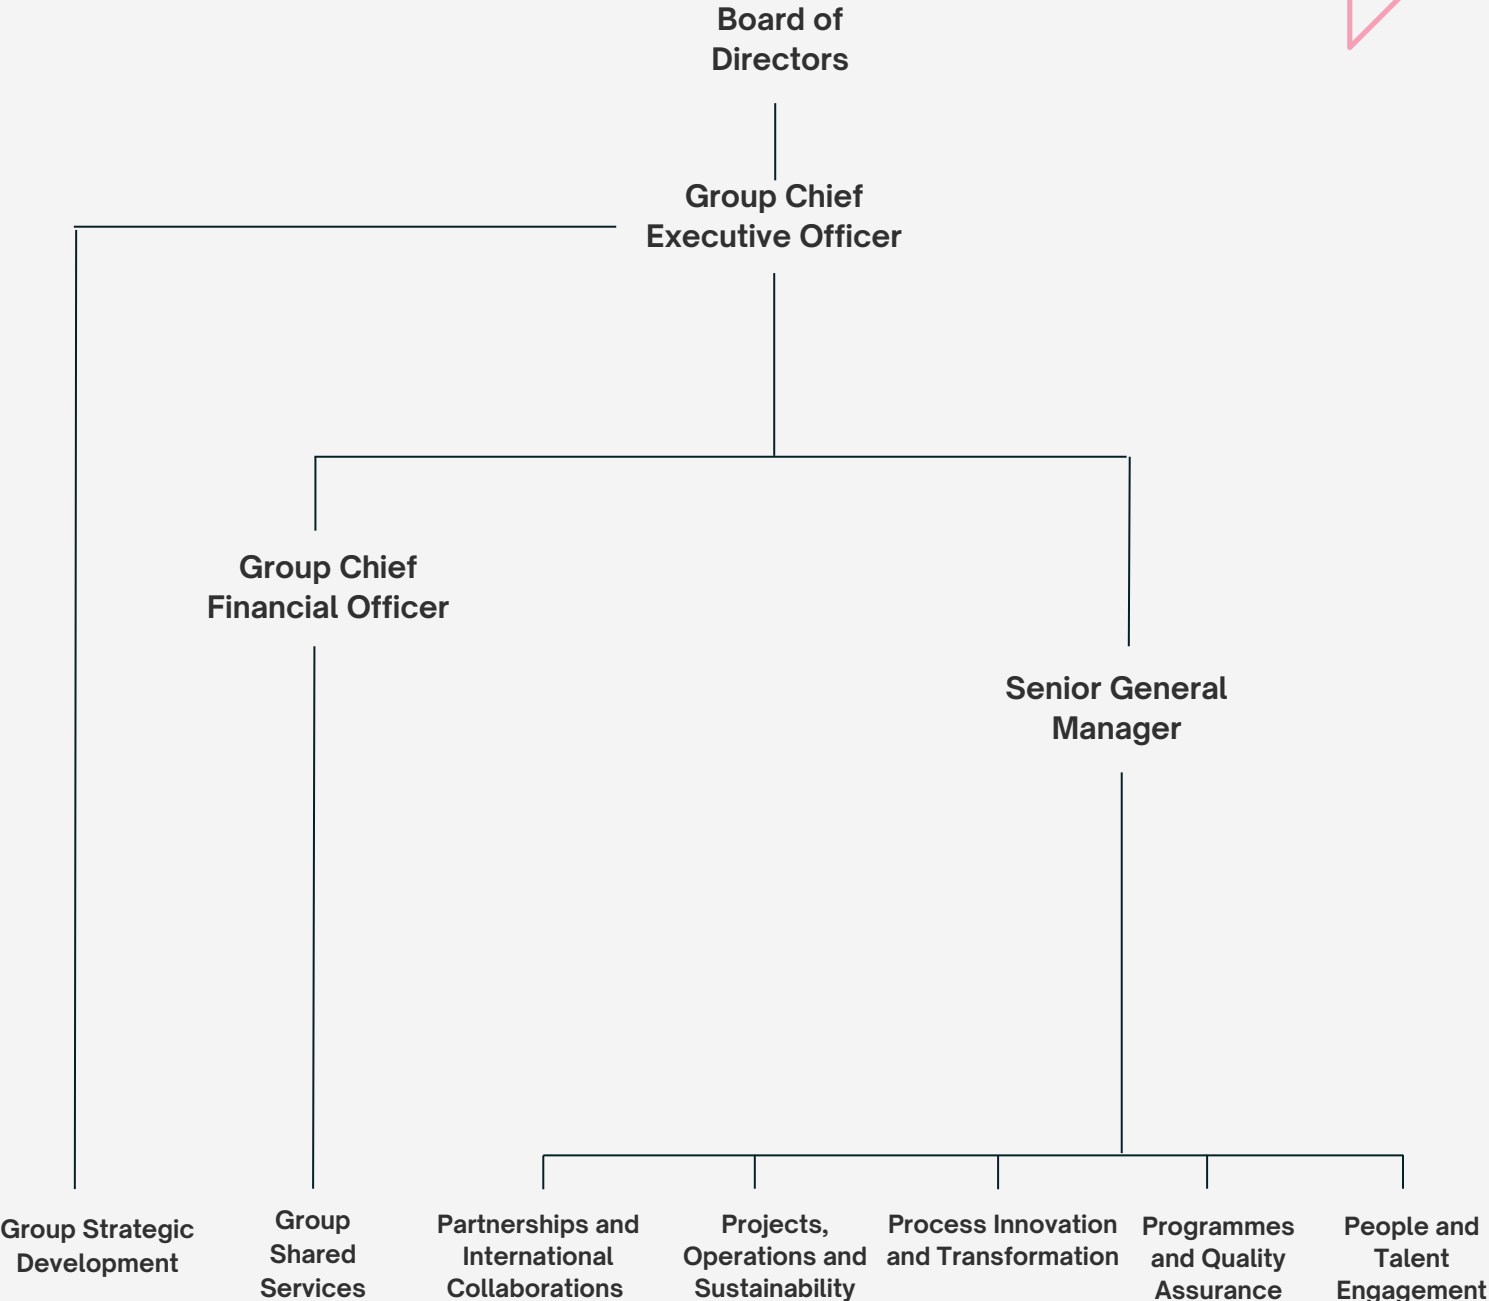 Board of
Directors
Group Chief
Executive Officer
Group Chief
Financial Officer
Senior General
Manager
Group Strategic
Development
Group
Shared
Services
Partnerships and
International
Collaborations
Projects,
Operations and
Sustainability
Process Innovation
and Transformation
Programmes
and Quality
Assurance
People and
Talent
Engagement